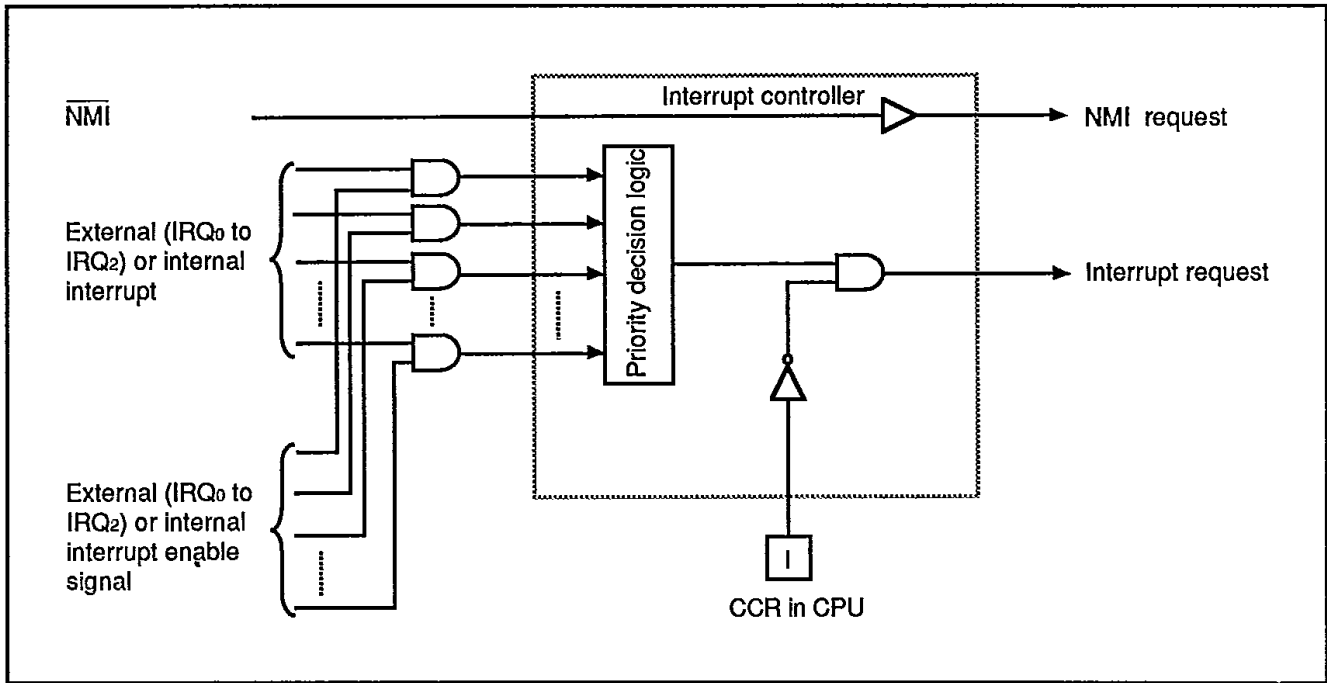 Interrupt controller
N̅M̅I̅
NMI request
External (IRQ0 to
IRQ2) or internal
interrupt
Priority decision logic
Interrupt request
External (IRQ0 to
IRQ2) or internal
interrupt enable
signal
I
CCR in CPU